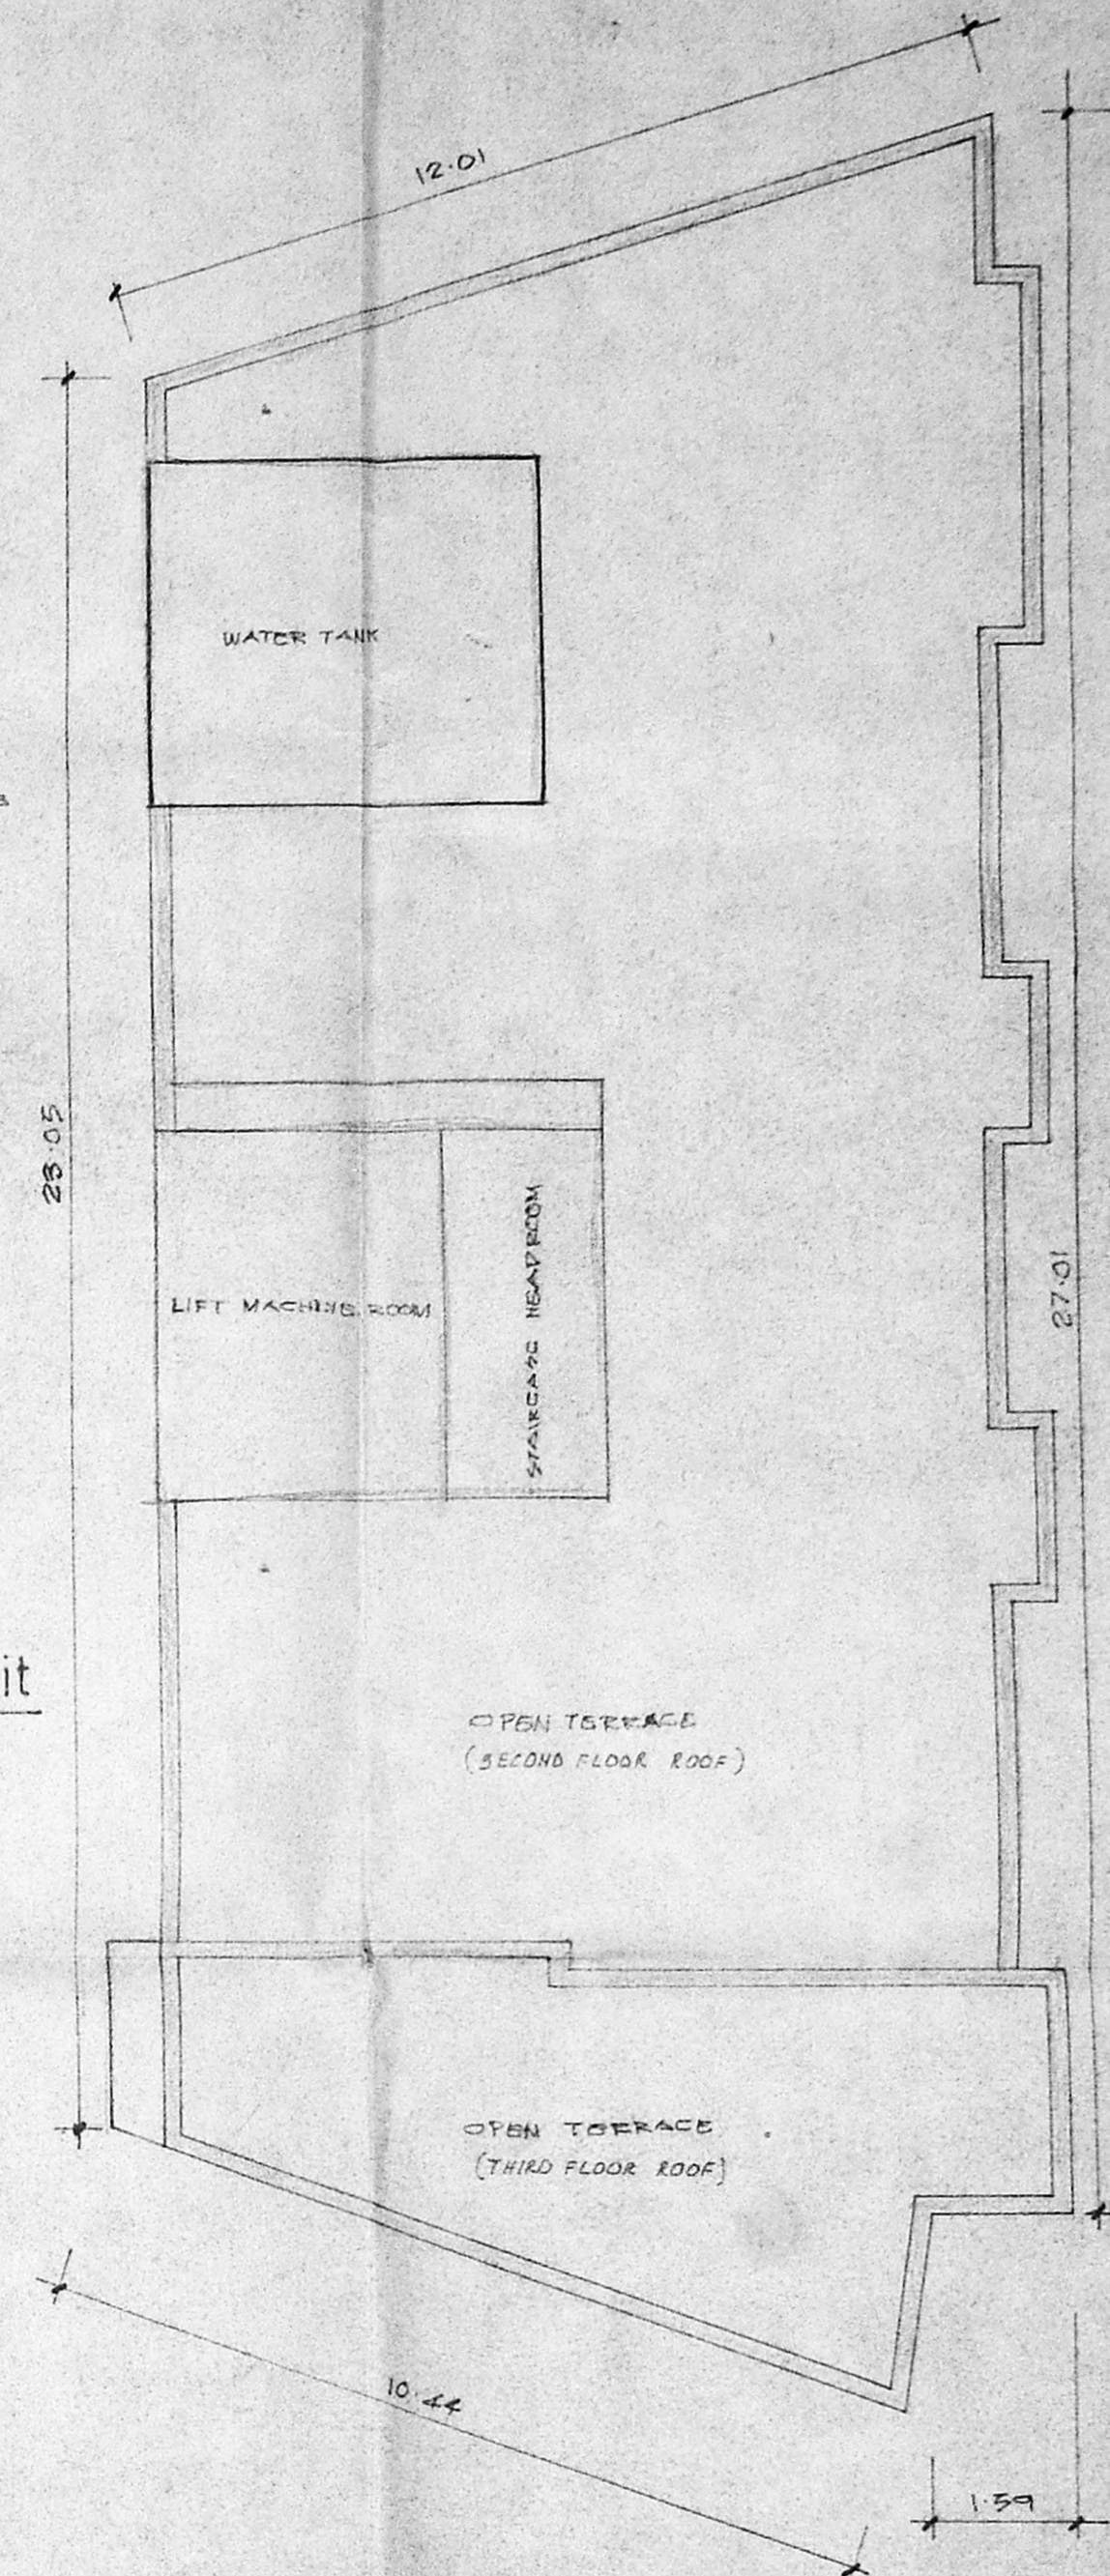 12.01
WATER TANK
23.05
LIFT MACHINE ROOM
STAIRCASE HEADROOM
27.01
it
OPEN TERRACE
(SECOND FLOOR ROOF)
OPEN TERRACE
(THIRD FLOOR ROOF)
10.44
1.59